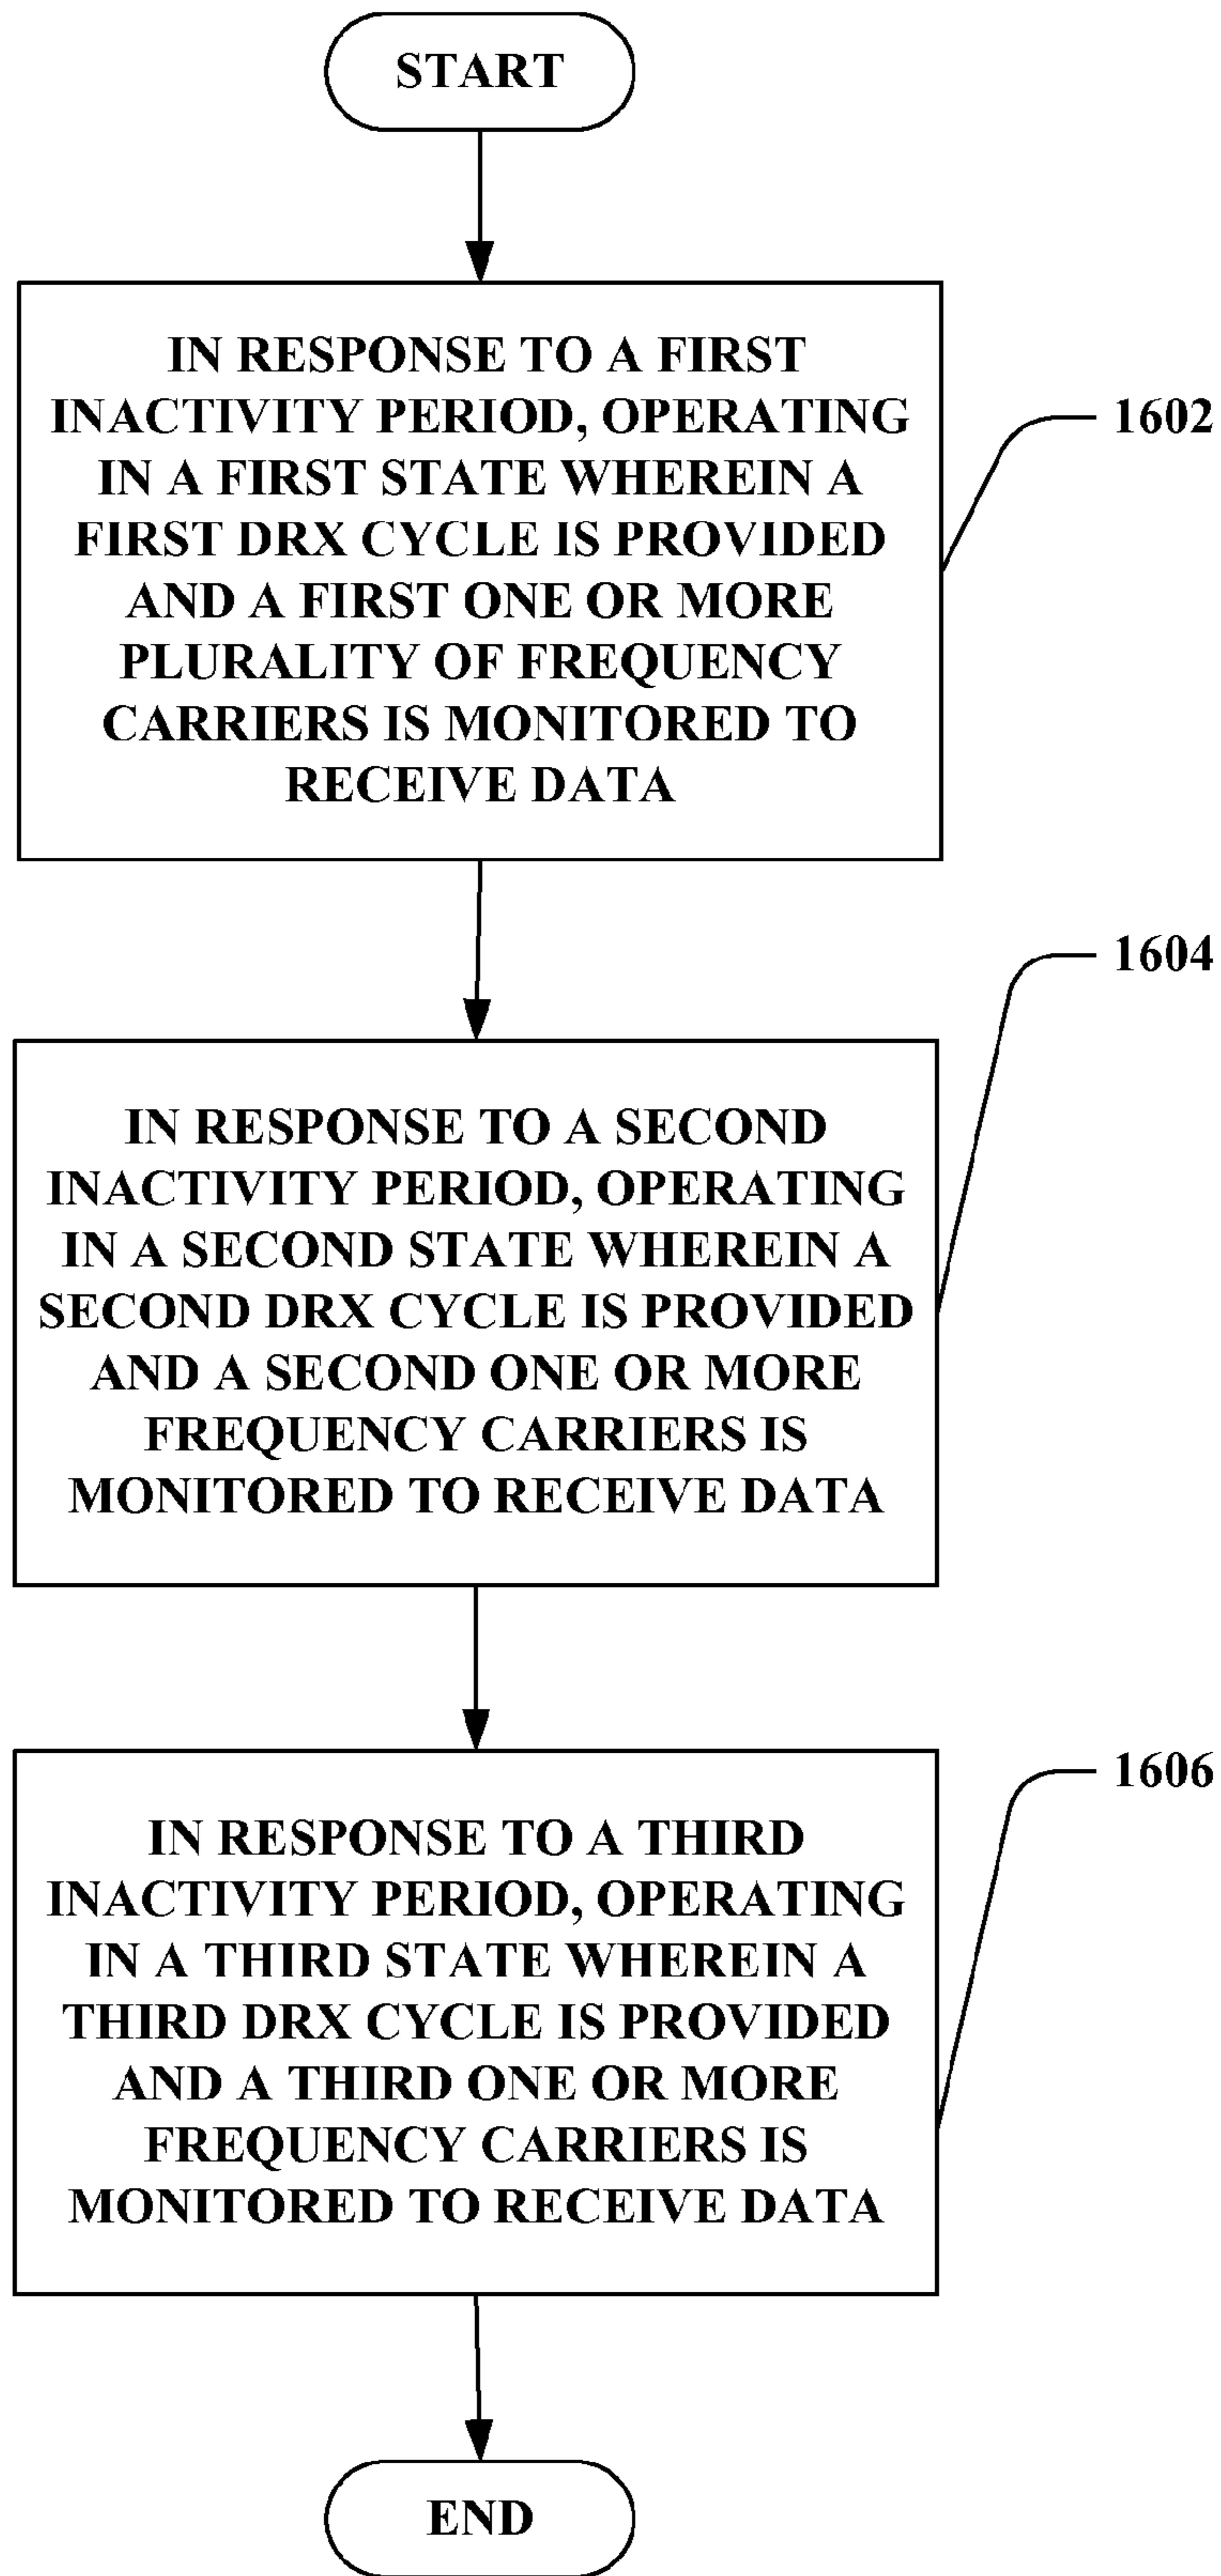 START
IN RESPONSE TO A FIRST
INACTIVITY PERIOD, OPERATING
IN A FIRST STATE WHEREIN A
FIRST DRX CYCLE IS PROVIDED
AND A FIRST ONE OR MORE
PLURALITY OF FREQUENCY
CARRIERS IS MONITORED TO
RECEIVE DATA
1602
IN RESPONSE TO A SECOND
INACTIVITY PERIOD, OPERATING
IN A SECOND STATE WHEREIN A
SECOND DRX CYCLE IS PROVIDED
AND A SECOND ONE OR MORE
FREQUENCY CARRIERS IS
MONITORED TO RECEIVE DATA
1604
IN RESPONSE TO A THIRD
INACTIVITY PERIOD, OPERATING
IN A THIRD STATE WHEREIN A
THIRD DRX CYCLE IS PROVIDED
AND A THIRD ONE OR MORE
FREQUENCY CARRIERS IS
MONITORED TO RECEIVE DATA
1606
END